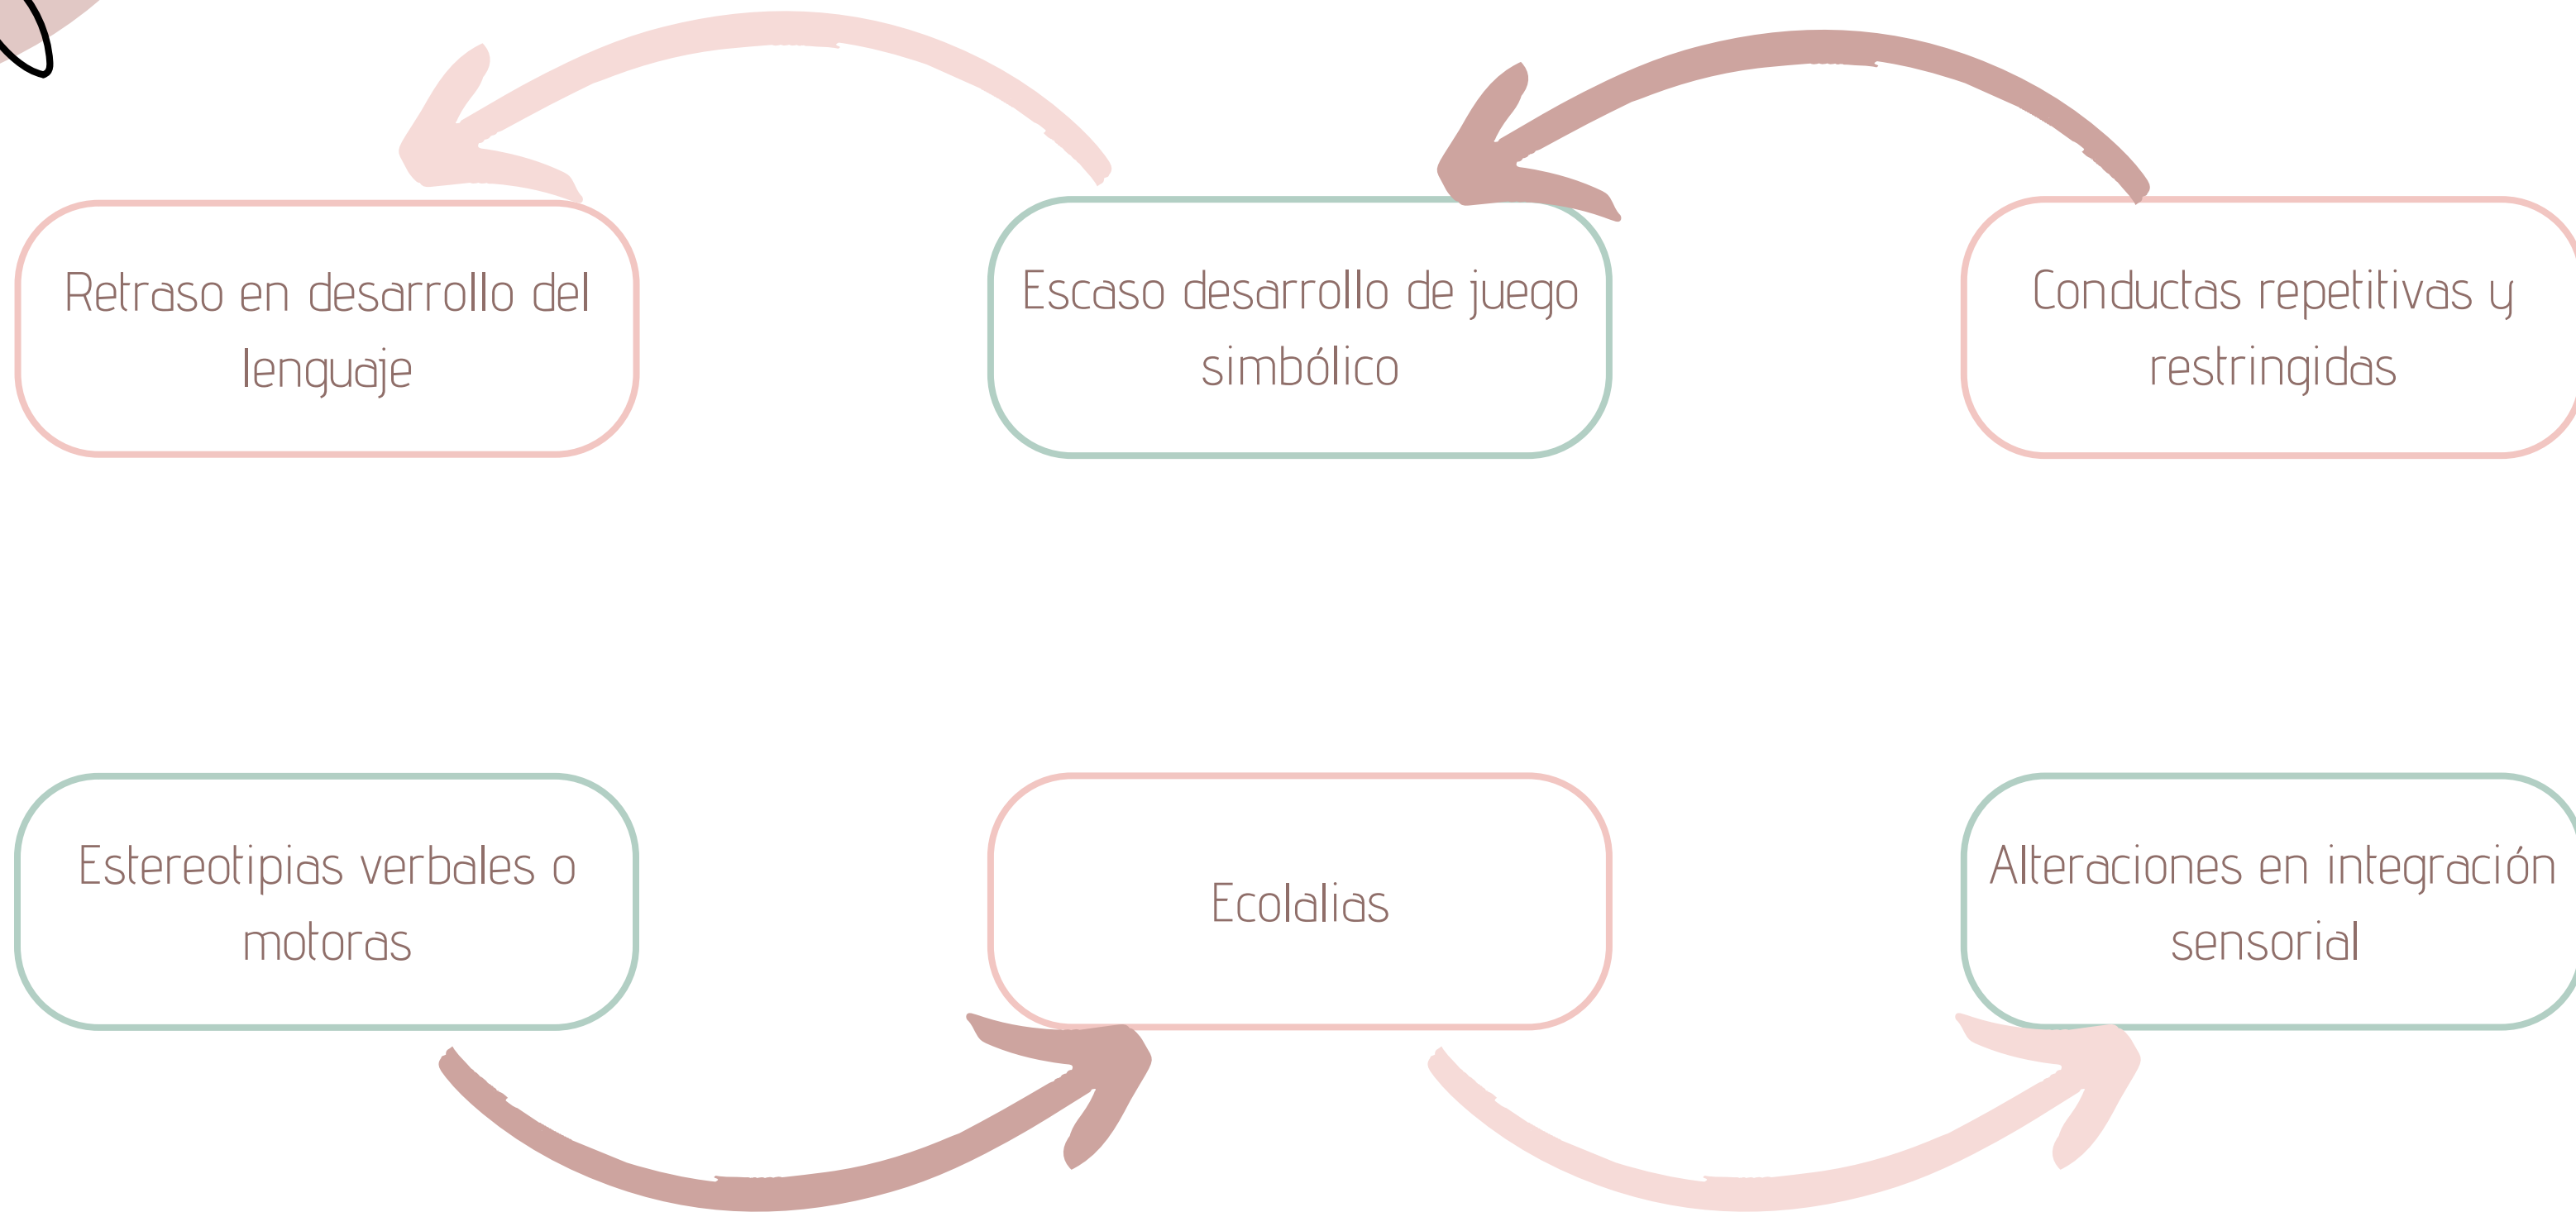 Retraso en desarrollo del
lenguaje
Escaso desarrollo de juego
simbólico
Conductas repetitivas y
restringidas
Estereotipias verbales o
motoras
Ecolalias
Alteraciones en integración
sensorial